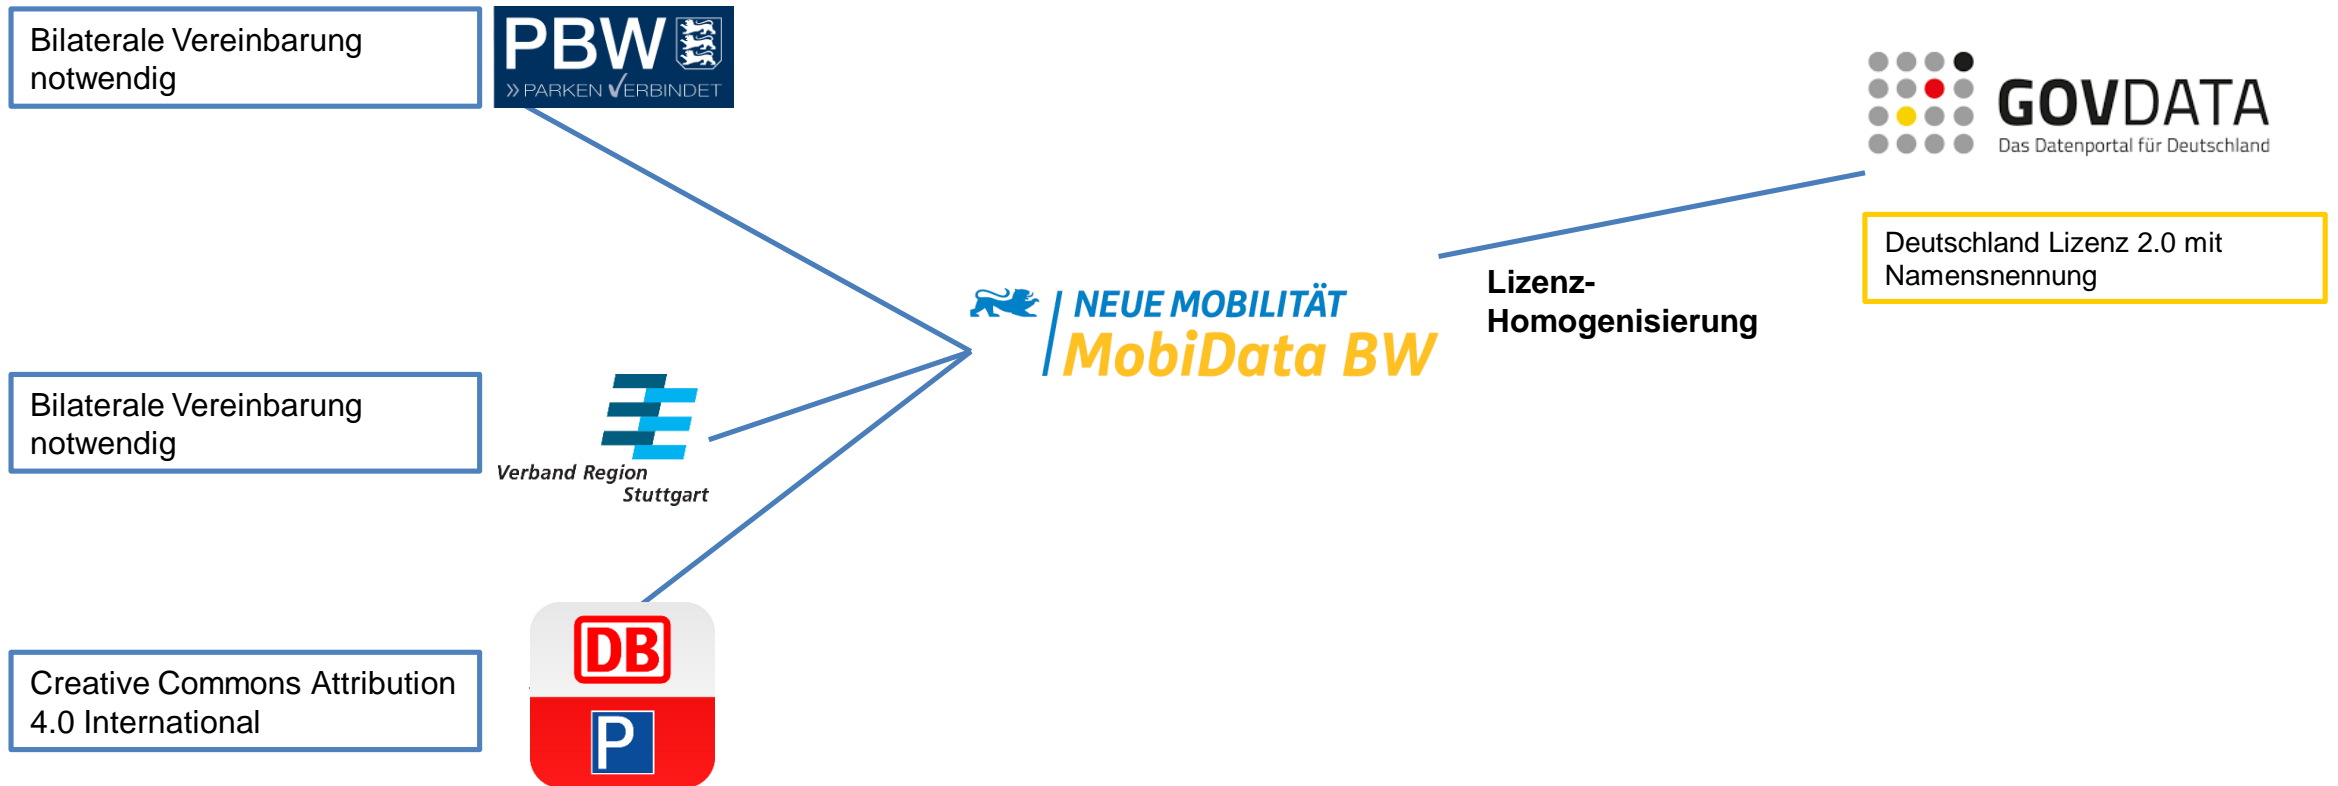 Bilaterale Vereinbarung
notwendig
PBW
» PARKEN VERBINDET
GOVDATA
Das Datenportal für Deutschland
Deutschland Lizenz 2.0 mit
Namensnennung
Lizenz-
Homogenisierung
NEUE MOBILITÄT
MobiData BW
Bilaterale Vereinbarung
notwendig
Verband Region
Stuttgart
Creative Commons Attribution
4.0 International
DB
P